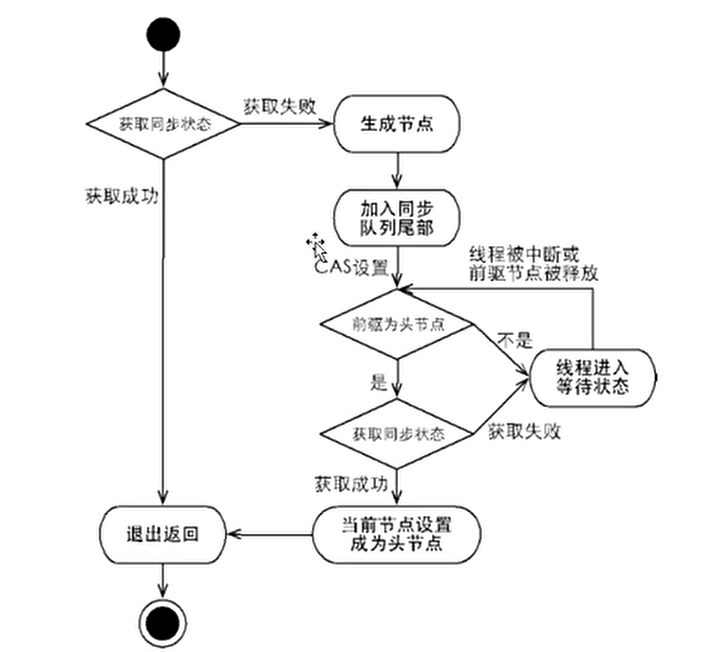 获取同步状态
获取失败
生成节点
获取成功
加入同步
队列尾部
CAS设置
线程被中断或
前驱节点被释放
前驱为头节点
不是
线程进入
等待状态
是
获取同步状态
获取失败
获取成功
当前节点设置
成为头节点
退出返回